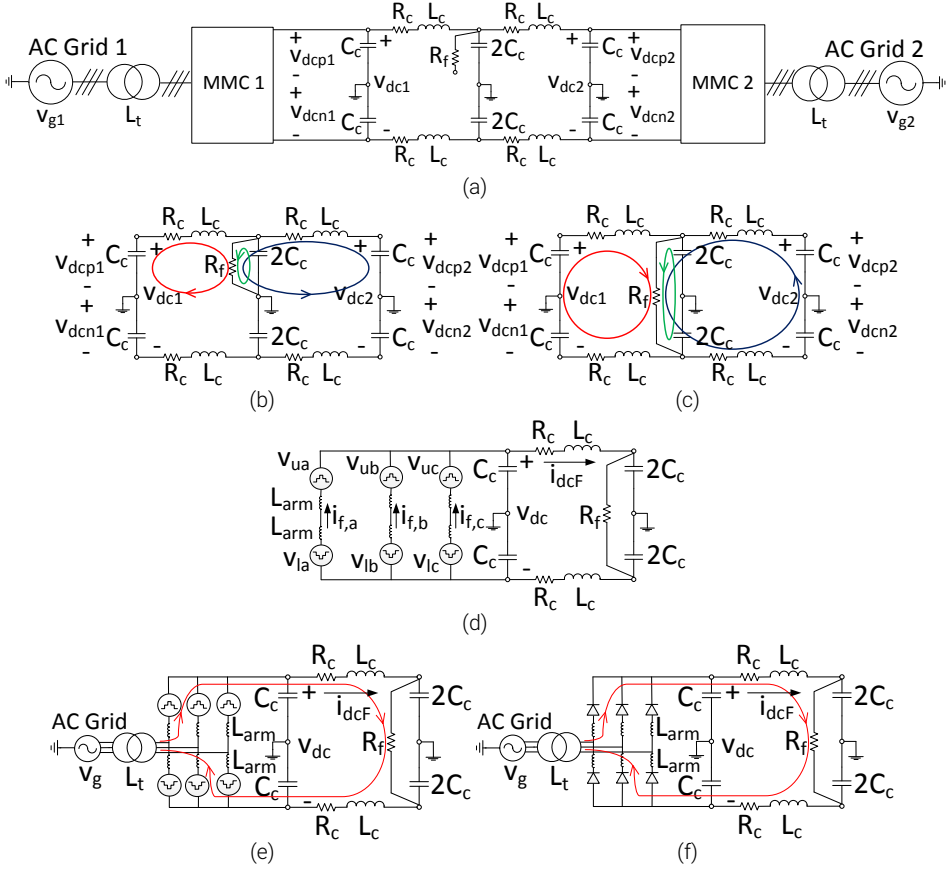 R_c L_c R_c L_c
AC Grid 1 + C_c + 2C_c + C_c + AC Grid 2
v_dcp1 R_f v_dcp2
MMC 1 - v_dc1 v_dc2 - MMC 2
+ +
v_dcn1 v_dcn2
v_g1 L_t - C_c - 2C_c - C_c - L_t v_g2
R_c L_c R_c L_c
(a)
R_c L_c R_c L_c R_c L_c R_c L_c
+ C_c + 2C_c + C_c + + C_c + 2C_c + C_c +
v_dcp1 R_f v_dcp2 v_dcp1 v_dcp2
- v_dc1 v_dc2 - - v_dc1 R_f v_dc2 -
+ + + +
v_dcn1 C_c 2C_c C_c v_dcn2 v_dcn1 C_c 2C_c C_c v_dcn2
- - - - - - - -
R_c L_c R_c L_c R_c L_c R_c L_c
(b) (c)
R_c L_c
v_ua v_ub v_uc C_c + i_dcF 2C_c
L_arm i_f,a i_f,b i_f,c v_dc R_f
L_arm
v_la v_lb v_lc C_c - 2C_c
R_c L_c
(d)
R_c L_c R_c L_c
C_c + i_dcF 2C_c C_c + i_dcF 2C_c
AC Grid L_arm v_dc R_f AC Grid L_arm v_dc R_f
L_arm L_arm
v_g L_t C_c - 2C_c v_g L_t C_c - 2C_c
R_c L_c R_c L_c
(e) (f)